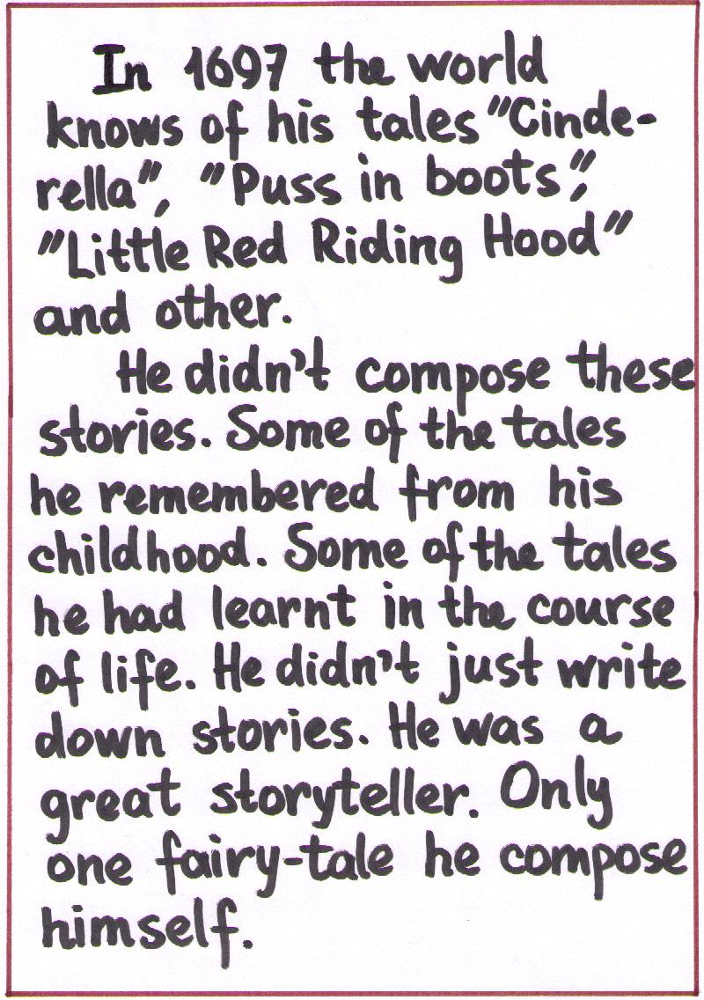 In 1697 the world
knows of his tales "Cinde-
rella", "Puss in boots",
"Little Red Riding Hood"
and other.
He didn't compose these
stories. Some of the tales
he remembered from his
childhood. Some of the tales
he had learnt in the course
of life. He didn't just write
down stories. He was a
great storyteller. Only
one fairy-tale he compose
himself.